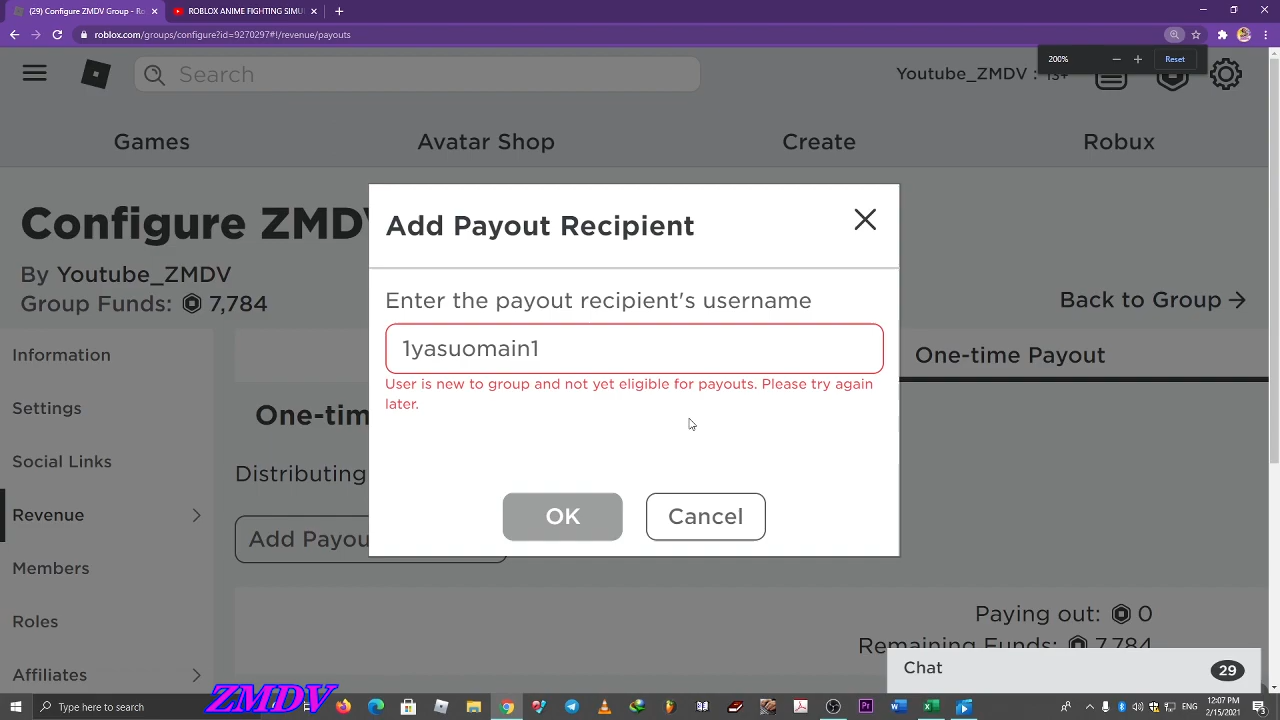 (29) Configure ZMDV Group - Ro
ROBLOX ANIME FIGHTING SIMU
roblox.com/groups/configure?id=9270297#!/revenue/payouts
200%
Reset
Search
Youtube_ZMDV : 13+
Games
Avatar Shop
Create
Robux
Configure ZMDV
By Youtube_ZMDV
Group Funds: 7,784
Back to Group
Add Payout Recipient
Enter the payout recipient's username
1yasuomain1
User is new to group and not yet eligible for payouts. Please try again
later.
OK
Cancel
Information
Settings
Social Links
Revenue
Members
Roles
Affiliates
One-time Payout
One-tim
Distributing
Add Payou
Paying out: 0
Remaining Funds: 7,784
Chat
29
ZMDV
Type here to search
12:07 PM